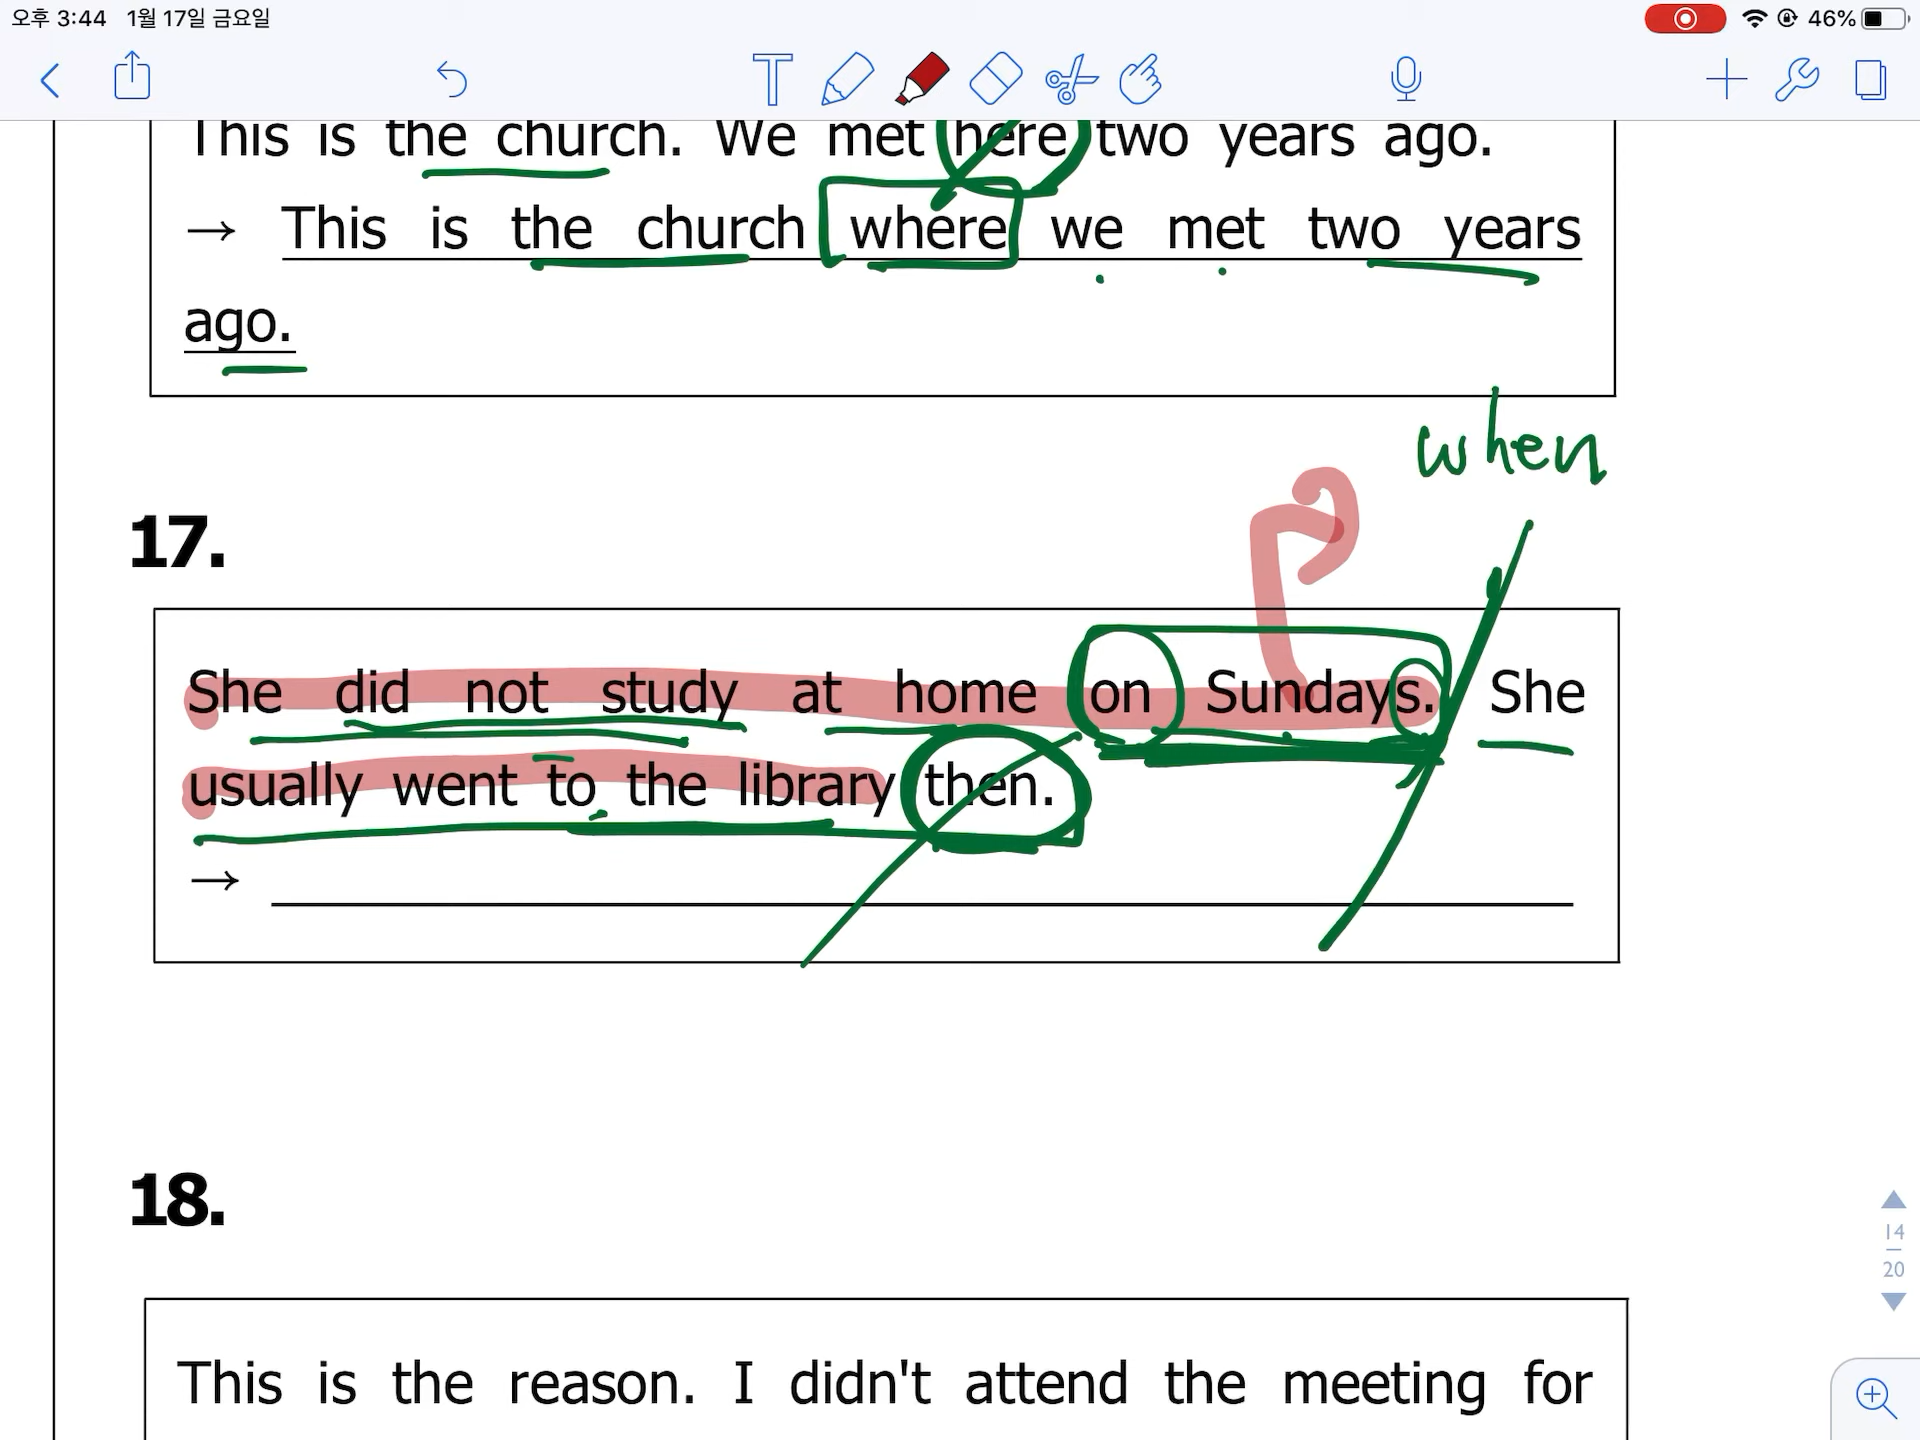 오후 3:44 1월 17일 금요일
46%
This is the church. We met here two years ago.
→ This is the church where we met two years
ago.
when
17.
She did not study at home on Sundays. She
usually went to the library then.
→
18.
This is the reason. I didn't attend the meeting for
14
20